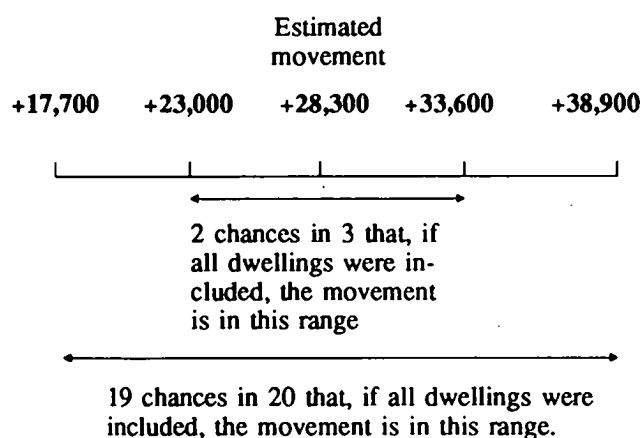 Estimated
movement
+17,700 +23,000 +28,300 +33,600 +38,900
2 chances in 3 that, if
all dwellings were in-
cluded, the movement
is in this range
19 chances in 20 that, if all dwellings were
included, the movement is in this range.